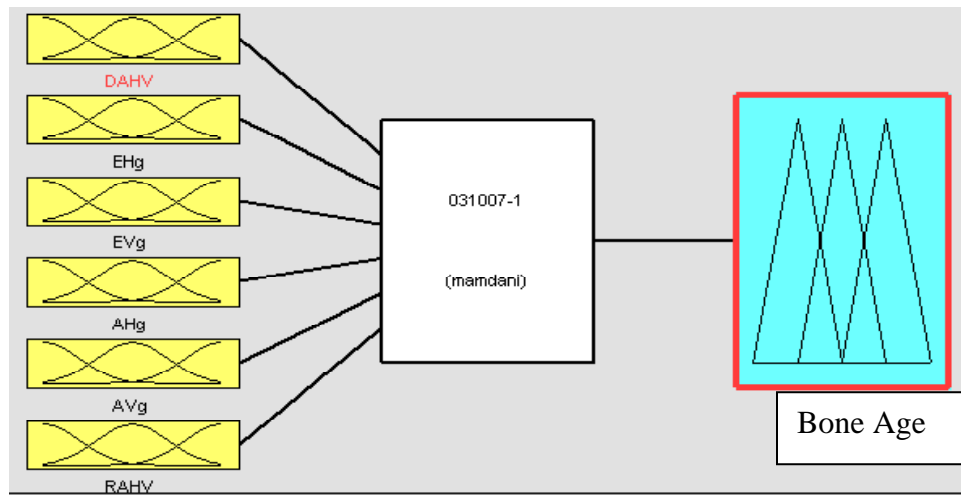 DAHV
EHg
EVg
AHg
AVg
RAHV
031007-1
(mamdani)
Bone Age